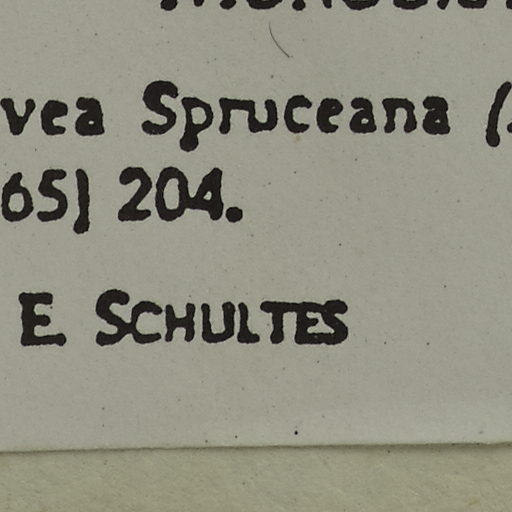 vea Spruceana (
65) 204.
E. SCHULTES